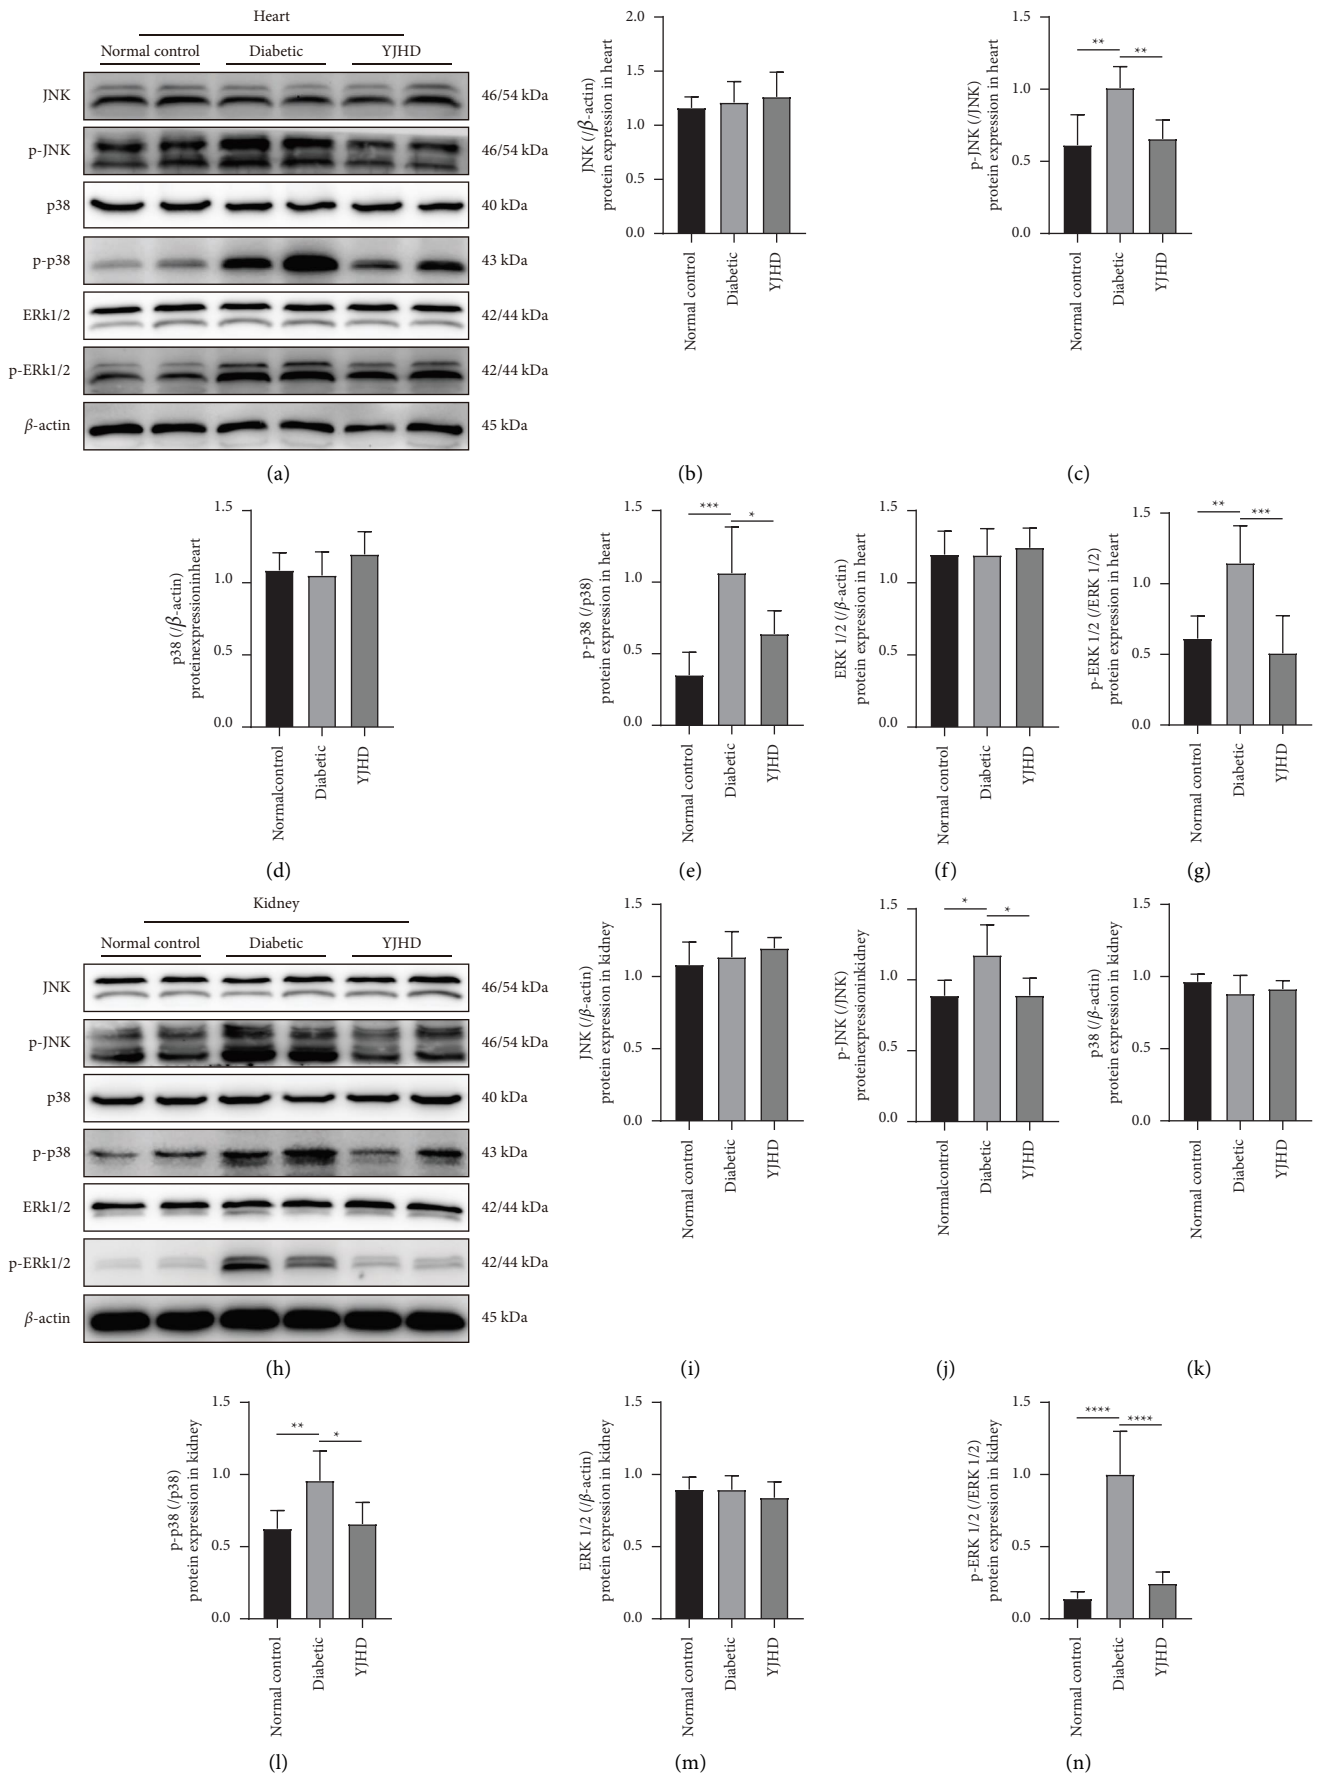 Heart
Normal control Diabetic YJHD
JNK 46/54 kDa
p-JNK 46/54 kDa
p38 40 kDa
p-p38 43 kDa
ERk1/2 42/44 kDa
p-ERk1/2 42/44 kDa
β-actin 45 kDa
(a)
JNK (/β-actin)
protein expression in heart
2.0
1.5
1.0
0.5
0.0
Normal control
Diabetic
YJHD
(b)
p-JNK (/JNK)
protein expression in heart
1.5
1.0
0.5
0.0
** **
Normal control
Diabetic
YJHD
(c)
p38 (/β-actin)
proteinexpressioninheart
1.5
1.0
0.5
0.0
Normalcontrol
Diabetic
YJHD
(d)
p-p38 (/p38)
protein expression in heart
1.5
1.0
0.5
0.0
*** *
Normal control
Diabetic
YJHD
(e)
ERK 1/2 (/β-actin)
protein expression in heart
1.5
1.0
0.5
0.0
Normal control
Diabetic
YJHD
(f)
p-ERK 1/2 (/ERK 1/2)
protein expression in heart
1.5
1.0
0.5
0.0
** ***
Normal control
Diabetic
YJHD
(g)
Kidney
Normal control Diabetic YJHD
JNK 46/54 kDa
p-JNK 46/54 kDa
p38 40 kDa
p-p38 43 kDa
ERk1/2 42/44 kDa
p-ERk1/2 42/44 kDa
β-actin 45 kDa
(h)
JNK (/β-actin)
protein expression in kidney
1.5
1.0
0.5
0.0
Normal control
Diabetic
YJHD
(i)
p-JNK (/JNK)
proteinexpressioninkidney
1.5
1.0
0.5
0.0
* *
Normalcontrol
Diabetic
YJHD
(j)
p38 (/β-actin)
protein expression in kidney
1.5
1.0
0.5
0.0
Normal control
Diabetic
YJHD
(k)
p-p38 (/p38)
protein expression in kidney
1.5
1.0
0.5
0.0
** *
Normal control
Diabetic
YJHD
(l)
ERK 1/2 (/β-actin)
protein expression in kidney
1.5
1.0
0.5
0.0
Normal control
Diabetic
YJHD
(m)
p-ERK 1/2 (/ERK 1/2)
protein expression in kidney
1.5
1.0
0.5
0.0
**** ****
Normal control
Diabetic
YJHD
(n)